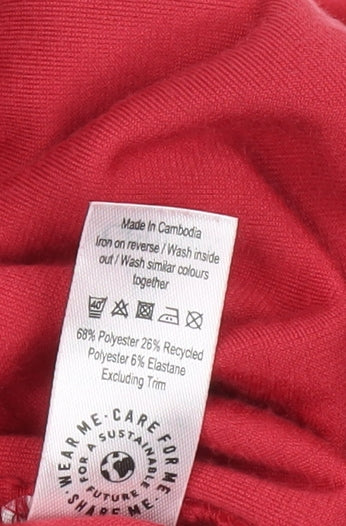 Made In Cambodia
Iron on reverse / Wash inside
out / Wash similar colours
together
40
68% Polyester 26% Recycled
Polyester 6% Elastane
Excluding Trim
WEAR ME · CARE FOR ME
SHARE ME
FOR A SUSTAINABLE
FUTURE